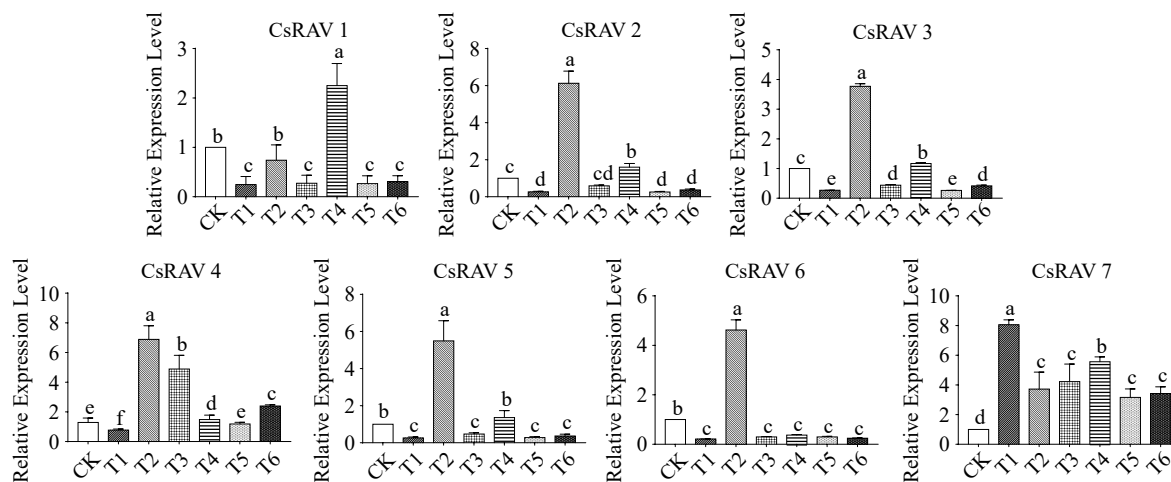 CsRAV 1
Relative Expression Level
3
2
1
0
b
c
b
c
a
c
c
CK
T1
T2
T3
T4
T5
T6
CsRAV 2
Relative Expression Level
8
6
4
2
0
c
d
a
cd
b
d
d
CK
T1
T2
T3
T4
T5
T6
CsRAV 3
Relative Expression Level
5
4
3
2
1
0
c
e
a
d
b
e
d
CK
T1
T2
T3
T4
T5
T6
CsRAV 4
Relative Expression Level
10
8
6
4
2
0
e
f
a
b
d
e
c
CK
T1
T2
T3
T4
T5
T6
CsRAV 5
Relative Expression Level
8
6
4
2
0
b
c
a
c
b
c
c
CK
T1
T2
T3
T4
T5
T6
CsRAV 6
Relative Expression Level
6
4
2
0
b
c
a
c
c
c
c
CK
T1
T2
T3
T4
T5
T6
CsRAV 7
Relative Expression Level
10
8
6
4
2
0
d
a
c
c
b
c
c
CK
T1
T2
T3
T4
T5
T6